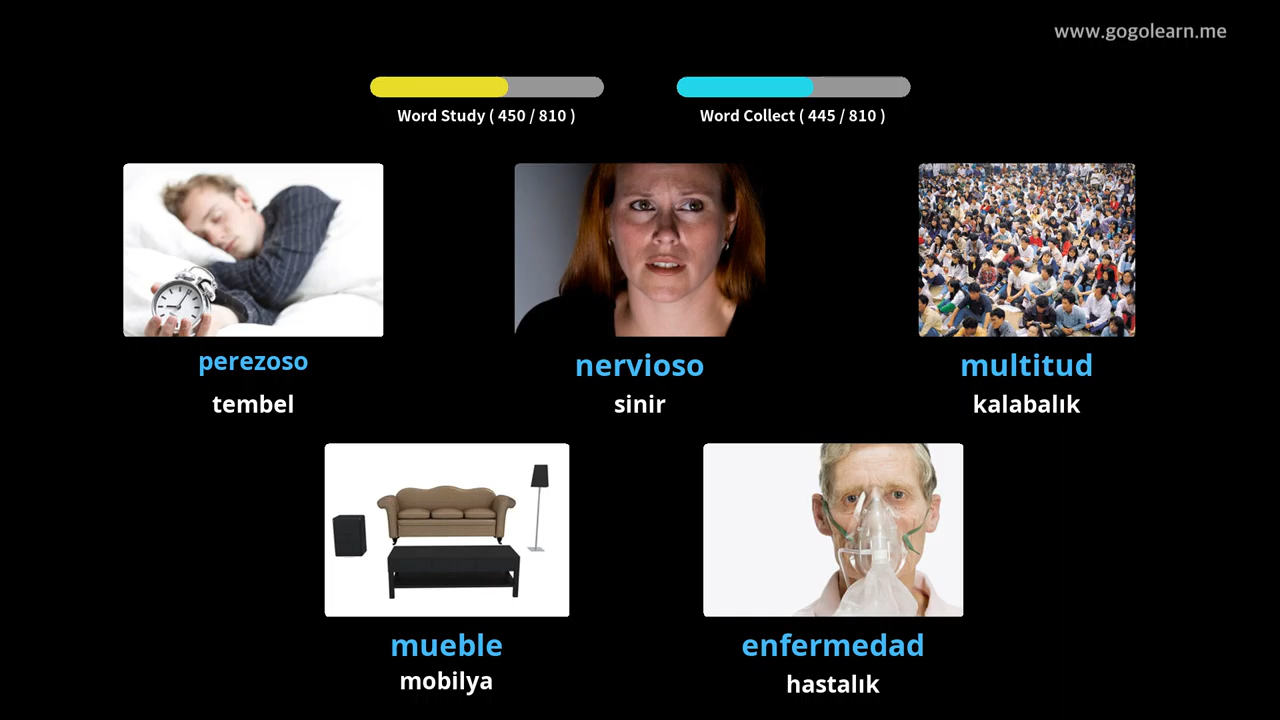 www.gogolearn.me
Word Study ( 450 / 810 )
Word Collect ( 445 / 810 )
perezoso
tembel
nervioso
sinir
multitud
kalabalık
mueble
mobilya
enfermedad
hastalık